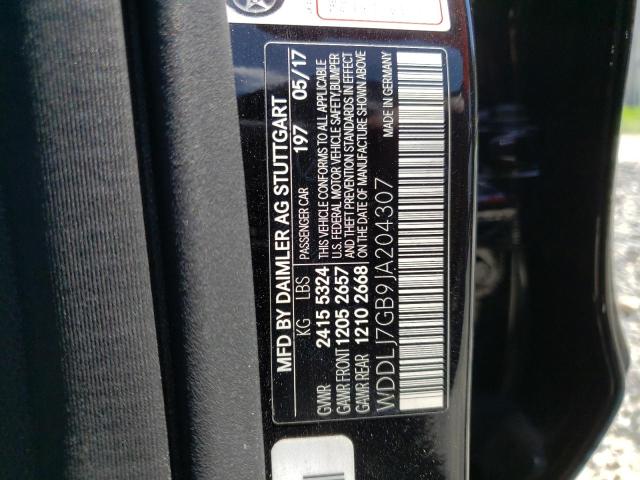 MFD BY DAIMLER AG STUTTGART
KG LBS PASSENGER CAR 197 05/17
GVWR 2415 5324 THIS VEHICLE CONFORMS TO ALL APPLICABLE
GAWR FRONT 1205 2657 U.S. FEDERAL MOTOR VEHICLE SAFETY,BUMPER
AND THEFT PREVENTION STANDARDS IN EFFECT
GAWR REAR 1210 2668 ON THE DATE OF MANUFACTURE SHOWN ABOVE
WDDLJ7GB9JA204307 MADE IN GERMANY